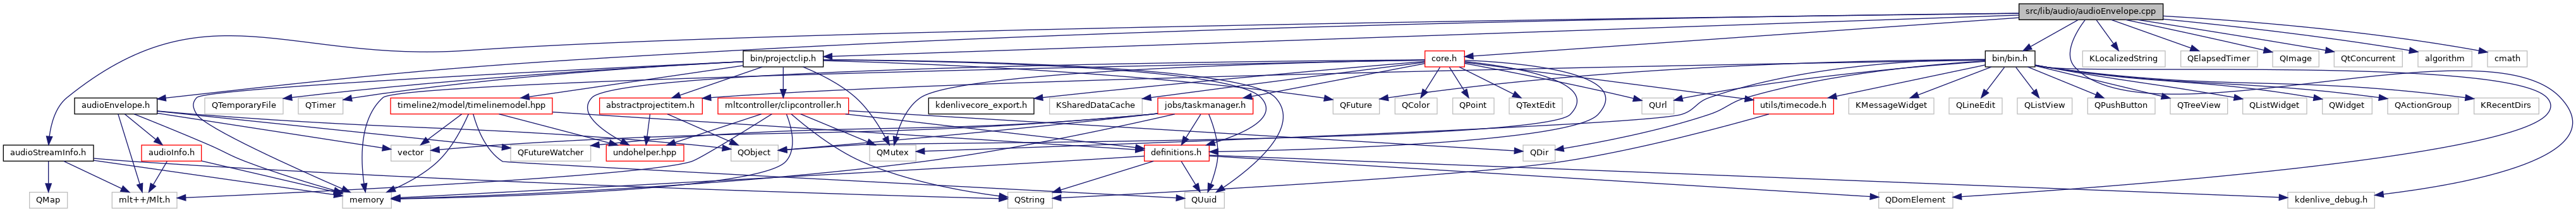 src/lib/audio/audioEnvelope.cpp
bin/projectclip.h
core.h
bin/bin.h
KLocalizedString
QElapsedTimer
QImage
QtConcurrent
algorithm
cmath
audioEnvelope.h
QTemporaryFile
QTimer
timeline2/model/timelinemodel.hpp
abstractprojectitem.h
mltcontroller/clipcontroller.h
kdenlivecore_export.h
KSharedDataCache
jobs/taskmanager.h
QFuture
QColor
QPoint
QTextEdit
QUrl
utils/timecode.h
KMessageWidget
QLineEdit
QListView
QPushButton
QTreeView
QListWidget
QWidget
QActionGroup
KRecentDirs
audioStreamInfo.h
audioInfo.h
vector
QFutureWatcher
undohelper.hpp
QObject
QMutex
definitions.h
QDir
QMap
mlt++/Mlt.h
memory
QString
QUuid
QDomElement
kdenlive_debug.h